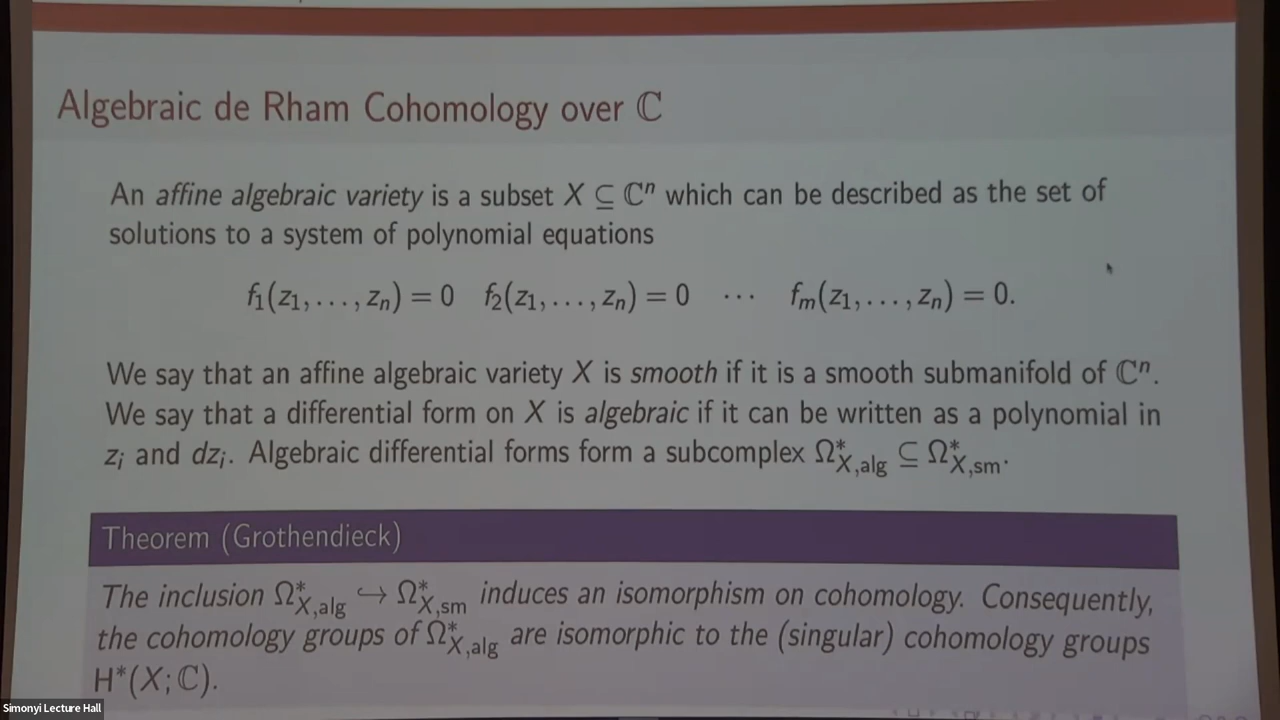 Algebraic de Rham Cohomology over ℂ
An affine algebraic variety is a subset X ⊆ ℂⁿ which can be described as the set of
solutions to a system of polynomial equations
f₁(z₁, . . . , zₙ) = 0 f₂(z₁, . . . , zₙ) = 0 ⋯ fₘ(z₁, . . . , zₙ) = 0.
We say that an affine algebraic variety X is smooth if it is a smooth submanifold of ℂⁿ.
We say that a differential form on X is algebraic if it can be written as a polynomial in
zᵢ and dzᵢ. Algebraic differential forms form a subcomplex Ω*_{X,alg} ⊆ Ω*_{X,sm}.
Theorem (Grothendieck)
The inclusion Ω*_{X,alg} ↪ Ω*_{X,sm} induces an isomorphism on cohomology. Consequently,
the cohomology groups of Ω*_{X,alg} are isomorphic to the (singular) cohomology groups
H*(X; ℂ).
Simonyi Lecture Hall